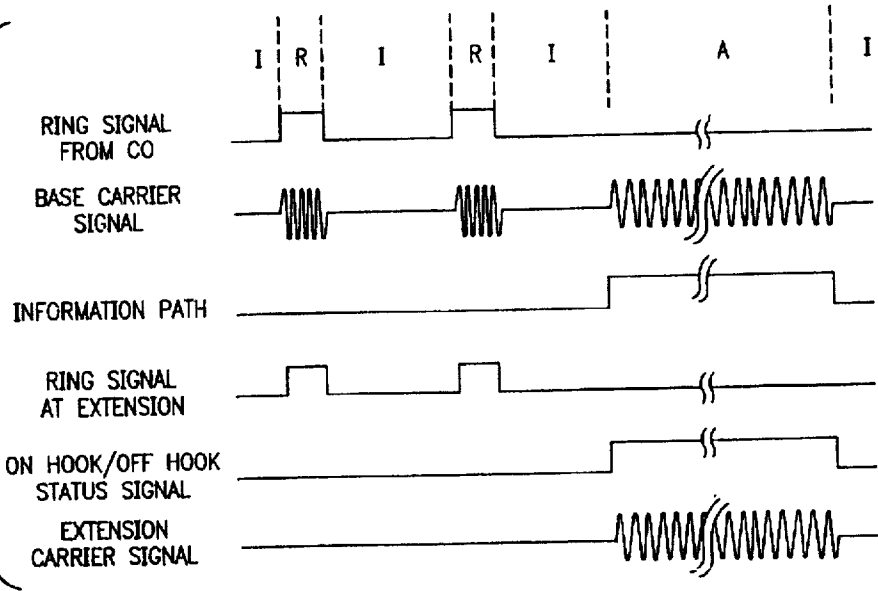 I R I R I A I
RING SIGNAL
FROM CO
BASE CARRIER
SIGNAL
INFORMATION PATH
RING SIGNAL
AT EXTENSION
ON HOOK/OFF HOOK
STATUS SIGNAL
EXTENSION
CARRIER SIGNAL